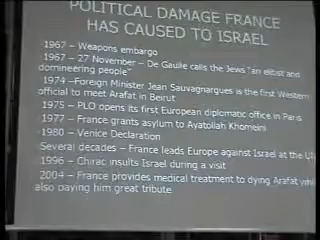 POLITICAL DAMAGE FRANCE
HAS CAUSED TO ISRAEL
1967 – Weapons embargo
1967 – 27 November – De Gaulle calls the Jews "an elitist and
domineering people"
1974 –Foreign Minister Jean Sauvagnargues is the first Western
official to meet Arafat in Beirut
1975 – PLO opens its first European diplomatic office in Paris
1977 – France grants asylum to Ayatollah Khomeini
1980 – Venice Declaration
Several decades – France leads Europe against Israel at the
1996 – Chirac insults Israel during a visit
2004 – France provides medical treatment to dying Arafat
also paying him great tribute